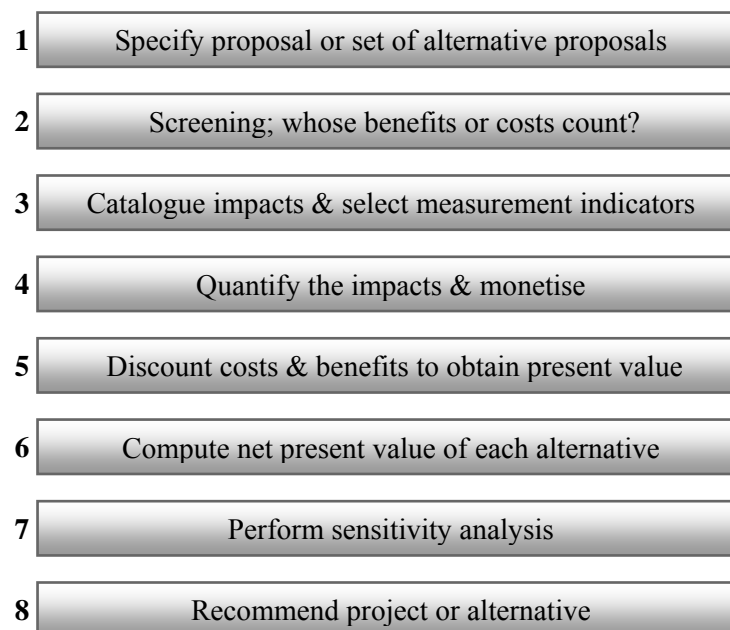 1 Specify proposal or set of alternative proposals
2 Screening; whose benefits or costs count?
3 Catalogue impacts & select measurement indicators
4 Quantify the impacts & monetise
5 Discount costs & benefits to obtain present value
6 Compute net present value of each alternative
7 Perform sensitivity analysis
8 Recommend project or alternative